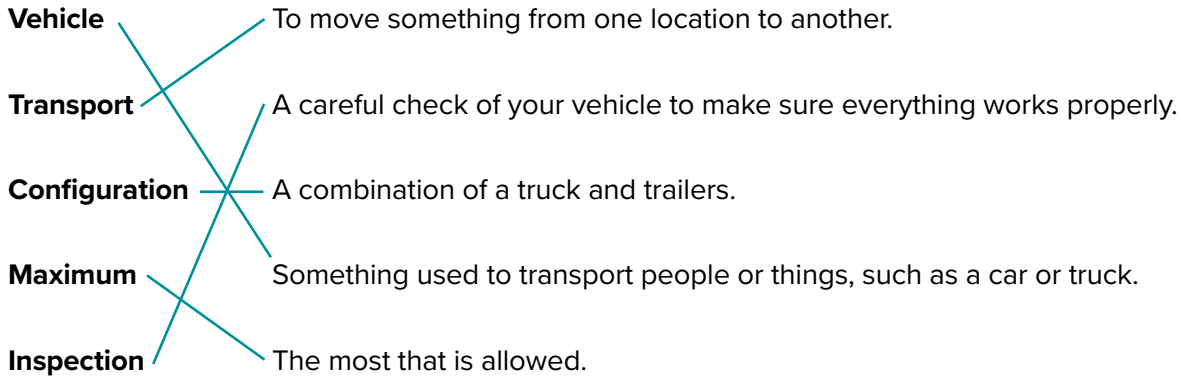 Vehicle To move something from one location to another.
Transport A careful check of your vehicle to make sure everything works properly.
Configuration A combination of a truck and trailers.
Maximum Something used to transport people or things, such as a car or truck.
Inspection The most that is allowed.